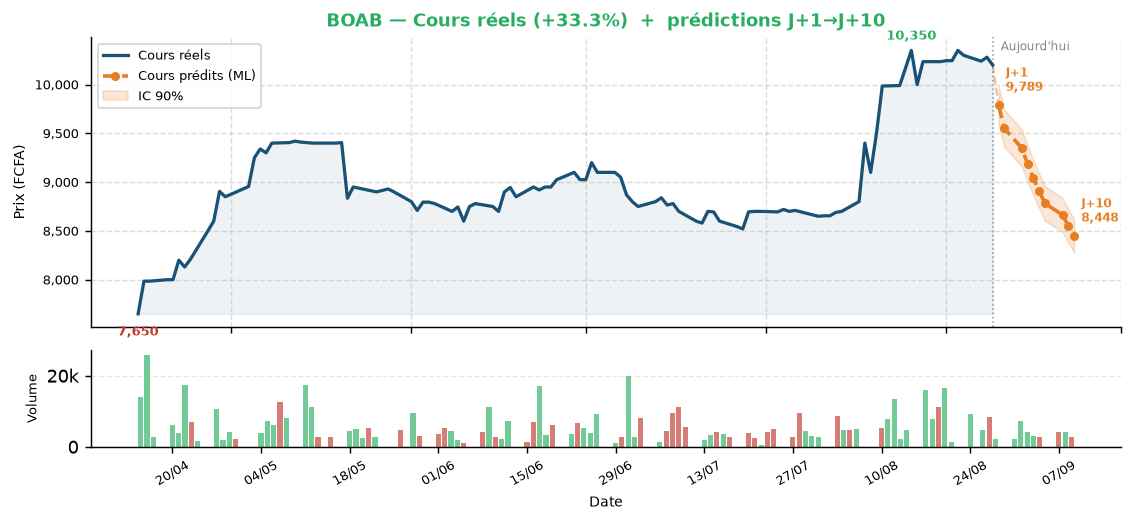 BOAB — Cours réels (+33.3%)  +  prédictions J+1→J+10
10,350
Aujourd'hui
Cours réels
Cours prédits (ML)
IC 90%
J+1
9,789
J+10
8,448
10,000
9,500
9,000
8,500
8,000
Prix (FCFA)
7,650
20k
0
Volume
20/04
04/05
18/05
01/06
15/06
29/06
13/07
27/07
10/08
24/08
07/09
Date